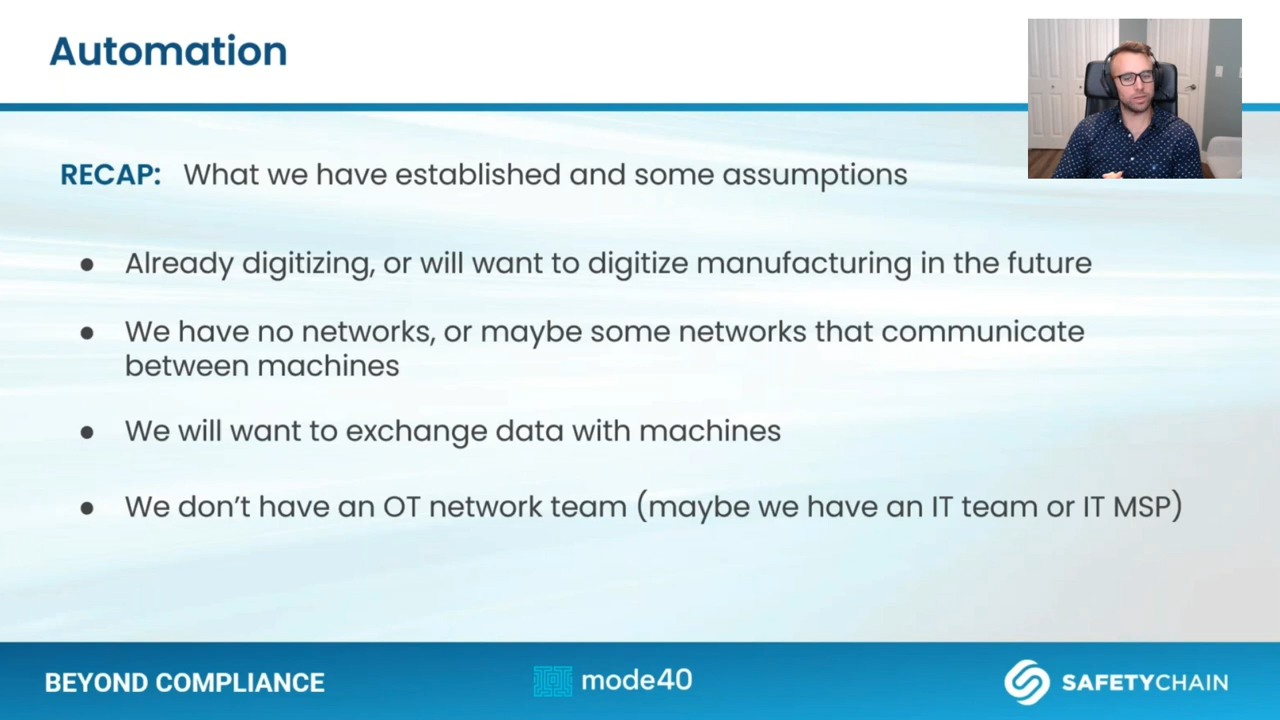 Automation
RECAP: What we have established and some assumptions
● Already digitizing, or will want to digitize manufacturing in the future
● We have no networks, or maybe some networks that communicate
between machines
● We will want to exchange data with machines
● We don’t have an OT network team (maybe we have an IT team or IT MSP)
BEYOND COMPLIANCE
mode40
SAFETYCHAIN